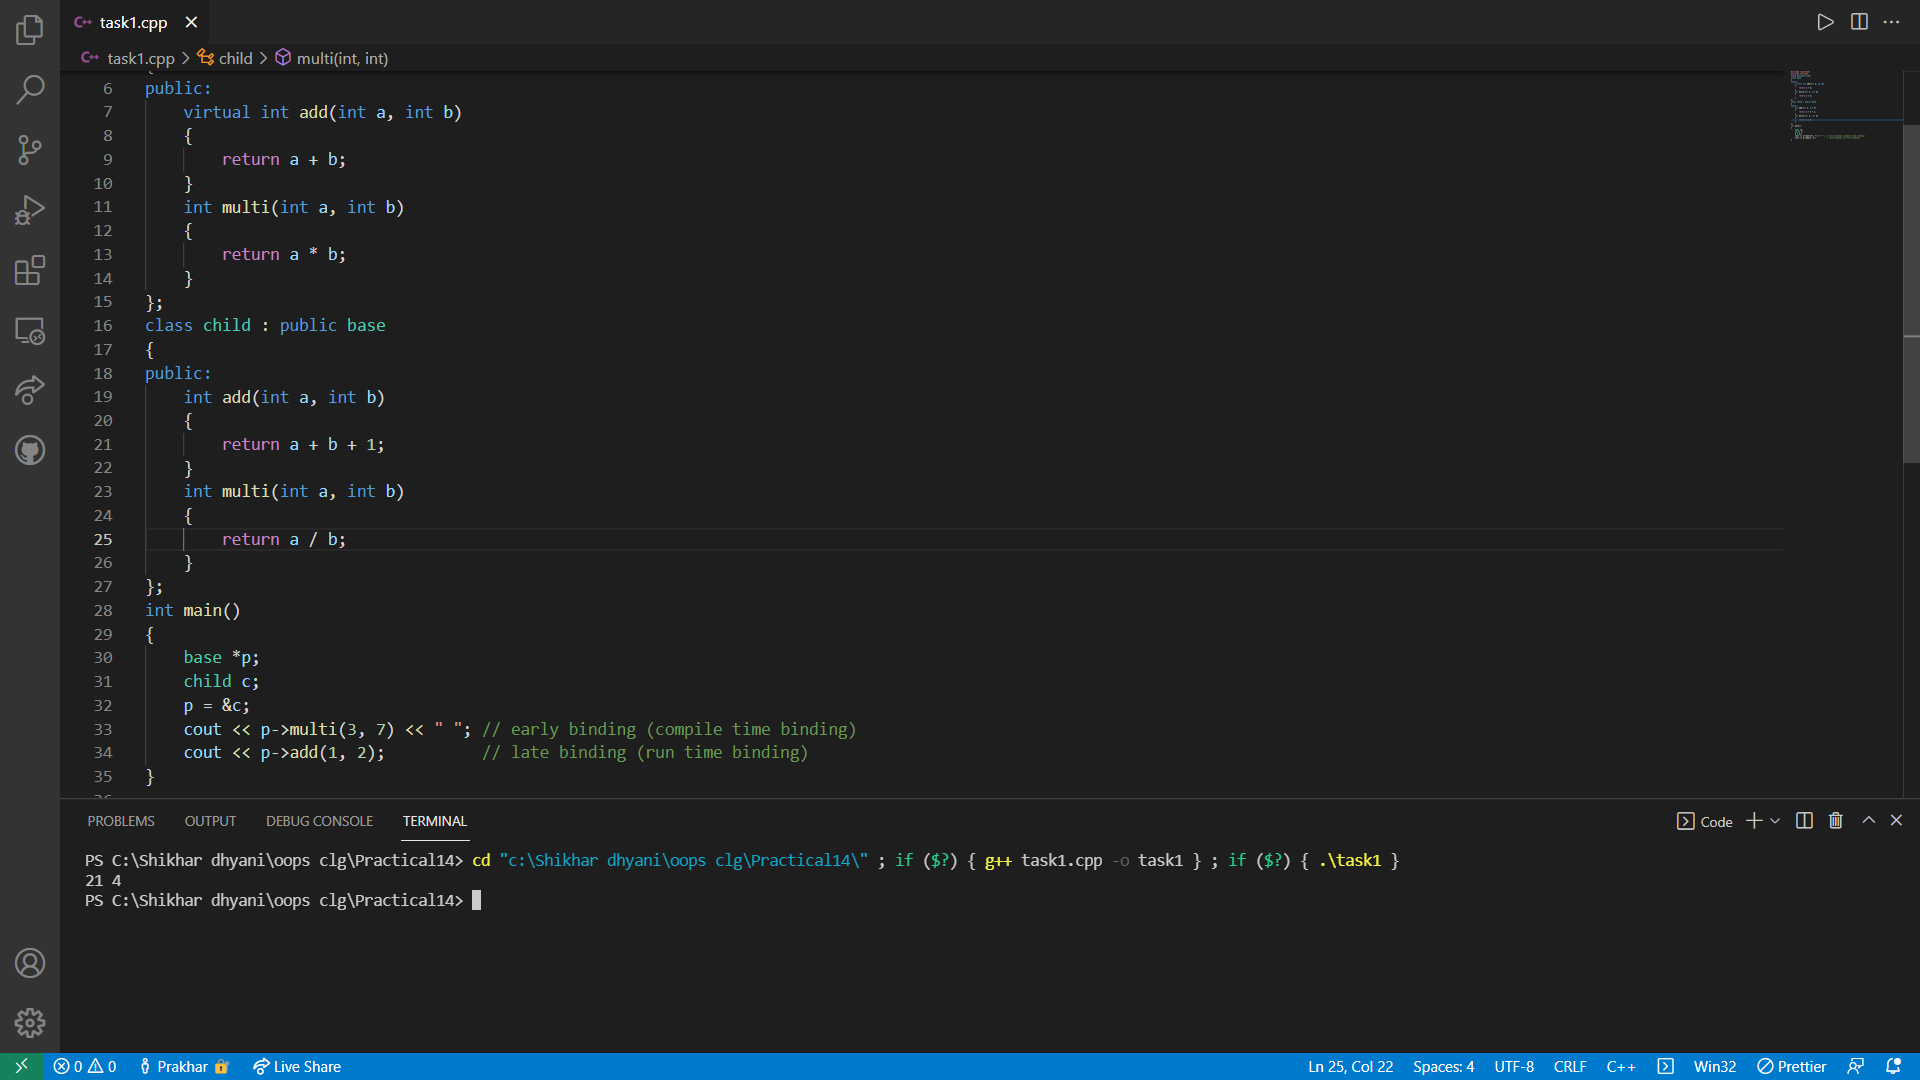 task1.cpp
task1.cpp > child > multi(int, int)
6 public:
7 virtual int add(int a, int b)
8 {
9 return a + b;
10 }
11 int multi(int a, int b)
12 {
13 return a * b;
14 }
15 };
16 class child : public base
17 {
18 public:
19 int add(int a, int b)
20 {
21 return a + b + 1;
22 }
23 int multi(int a, int b)
24 {
25 return a / b;
26 }
27 };
28 int main()
29 {
30 base *p;
31 child c;
32 p = &c;
33 cout << p->multi(3, 7) << " "; // early binding (compile time binding)
34 cout << p->add(1, 2); // late binding (run time binding)
35 }
PROBLEMS OUTPUT DEBUG CONSOLE TERMINAL Code
PS C:\Shikhar dhyani\oops clg\Practical14> cd "c:\Shikhar dhyani\oops clg\Practical14\" ; if ($?) { g++ task1.cpp -o task1 } ; if ($?) { .\task1 }
21 4
PS C:\Shikhar dhyani\oops clg\Practical14>
0 0 Prakhar Live Share Ln 25, Col 22 Spaces: 4 UTF-8 CRLF C++ Win32 Prettier